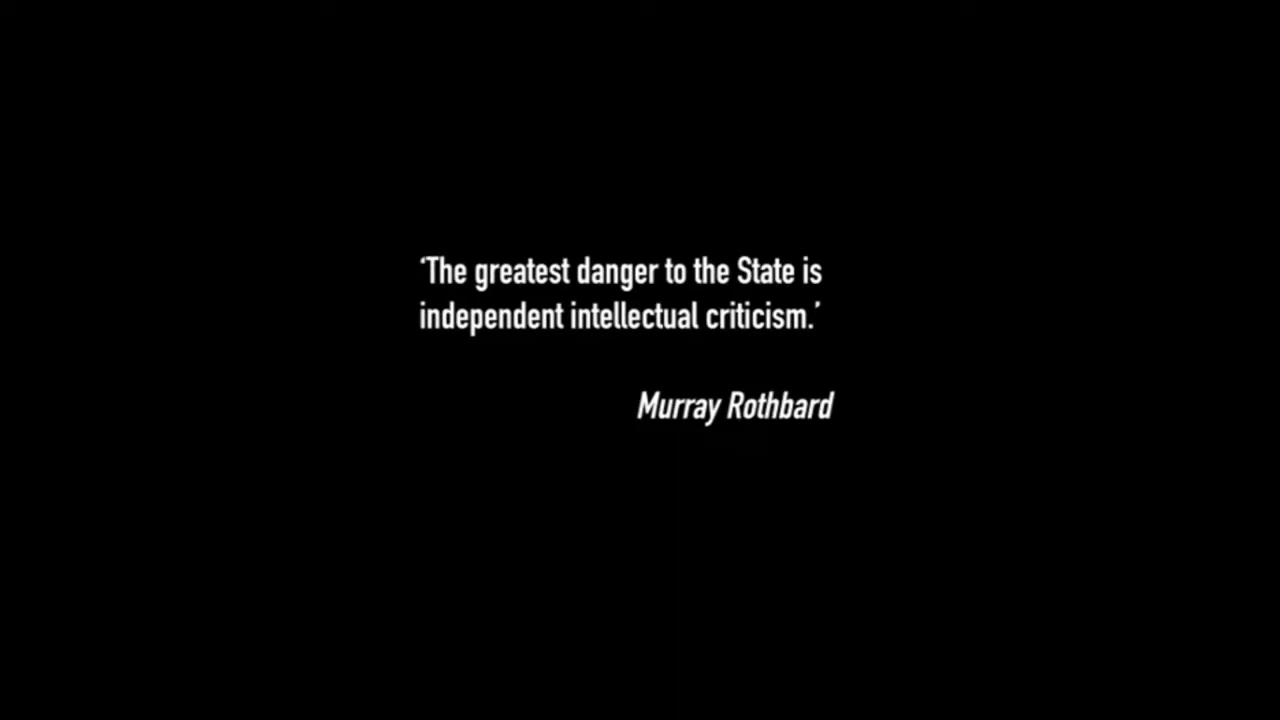 ‘The greatest danger to the State is
independent intellectual criticism.’
Murray Rothbard